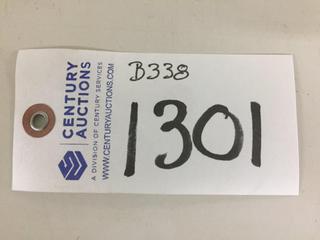 CENTURY
AUCTIONS
A DIVISION OF CENTURY SERVICES
WWW.CENTURYAUCTIONS.COM
B338
1301